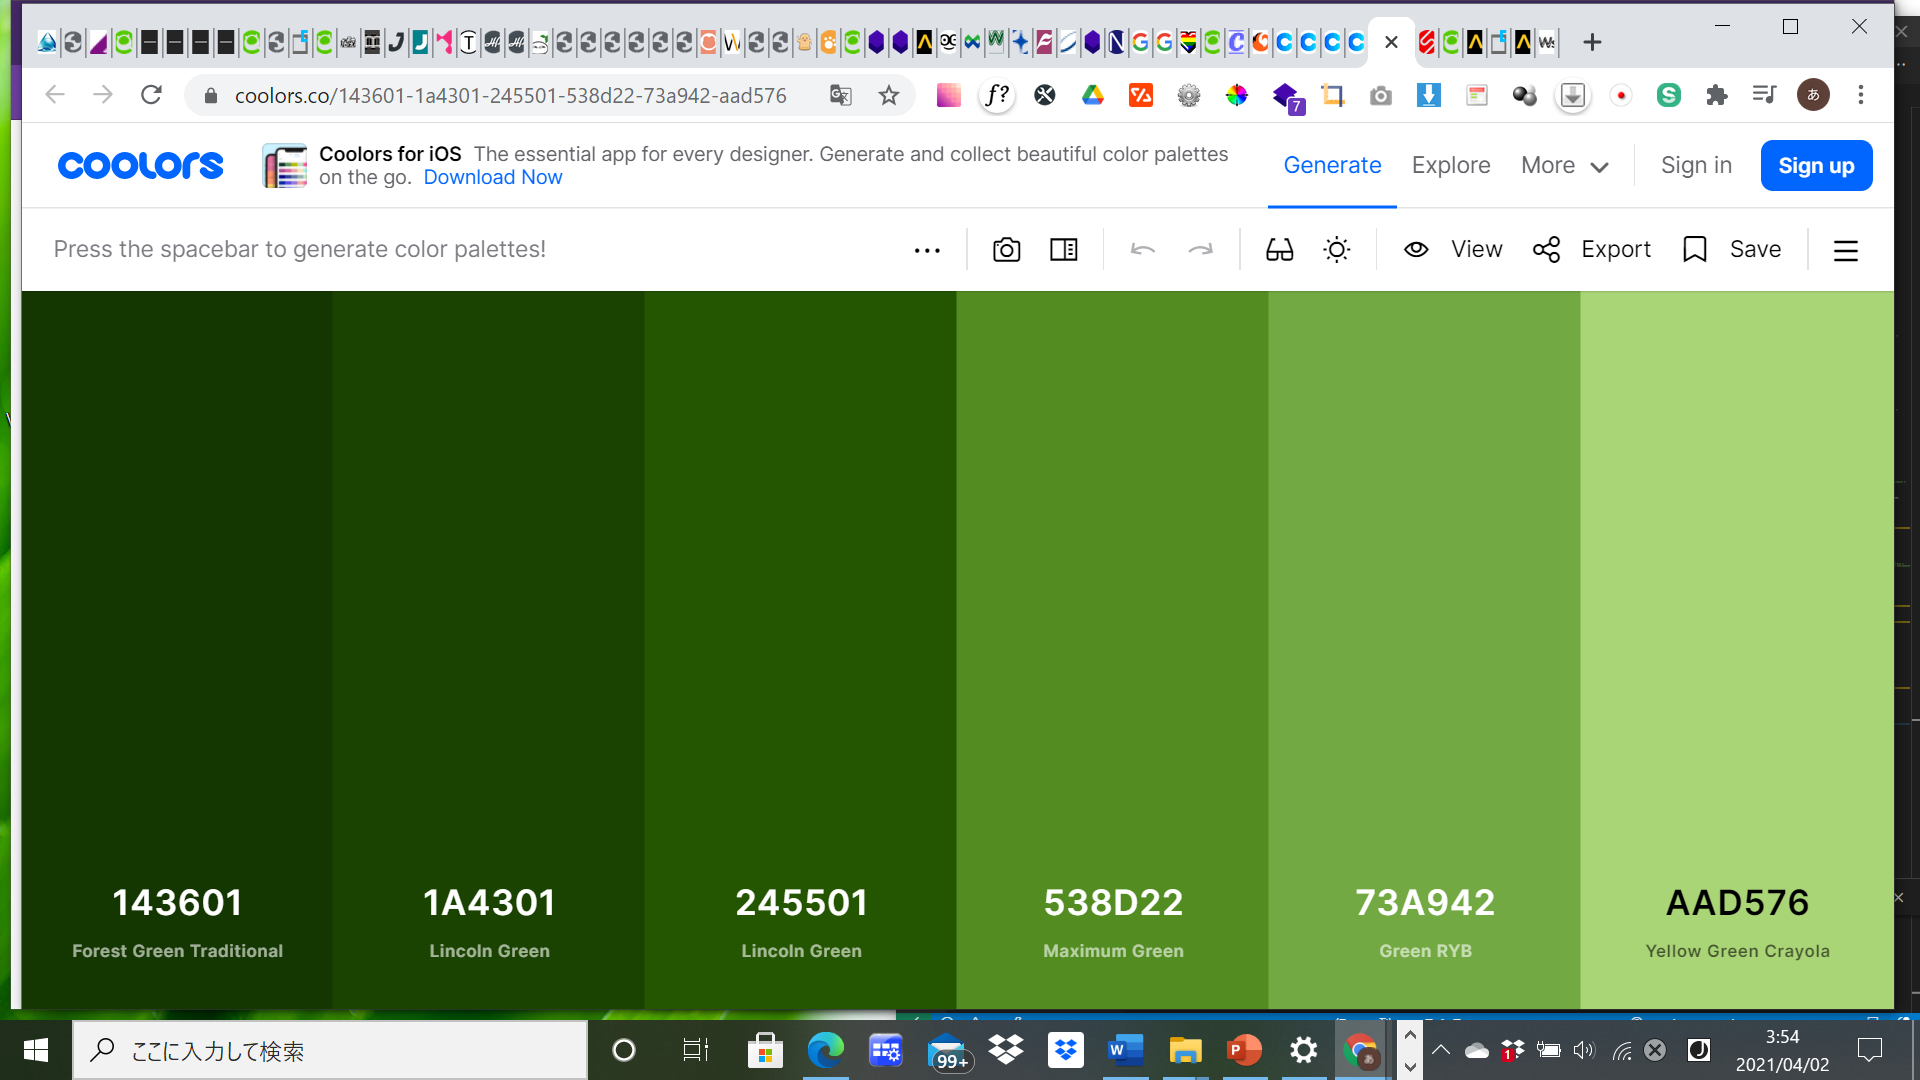 coolors.co/143601-1a4301-245501-538d22-73a942-aad576
f?
7
あ
coolors
Coolors for iOS The essential app for every designer. Generate and collect beautiful color palettes
on the go. Download Now
Generate
Explore
More
Sign in
Sign up
Press the spacebar to generate color palettes!
View
Export
Save
143601
1A4301
245501
538D22
73A942
AAD576
Forest Green Traditional
Lincoln Green
Lincoln Green
Maximum Green
Green RYB
Yellow Green Crayola
ここに入力して検索
99+
1
3:54
2021/04/02